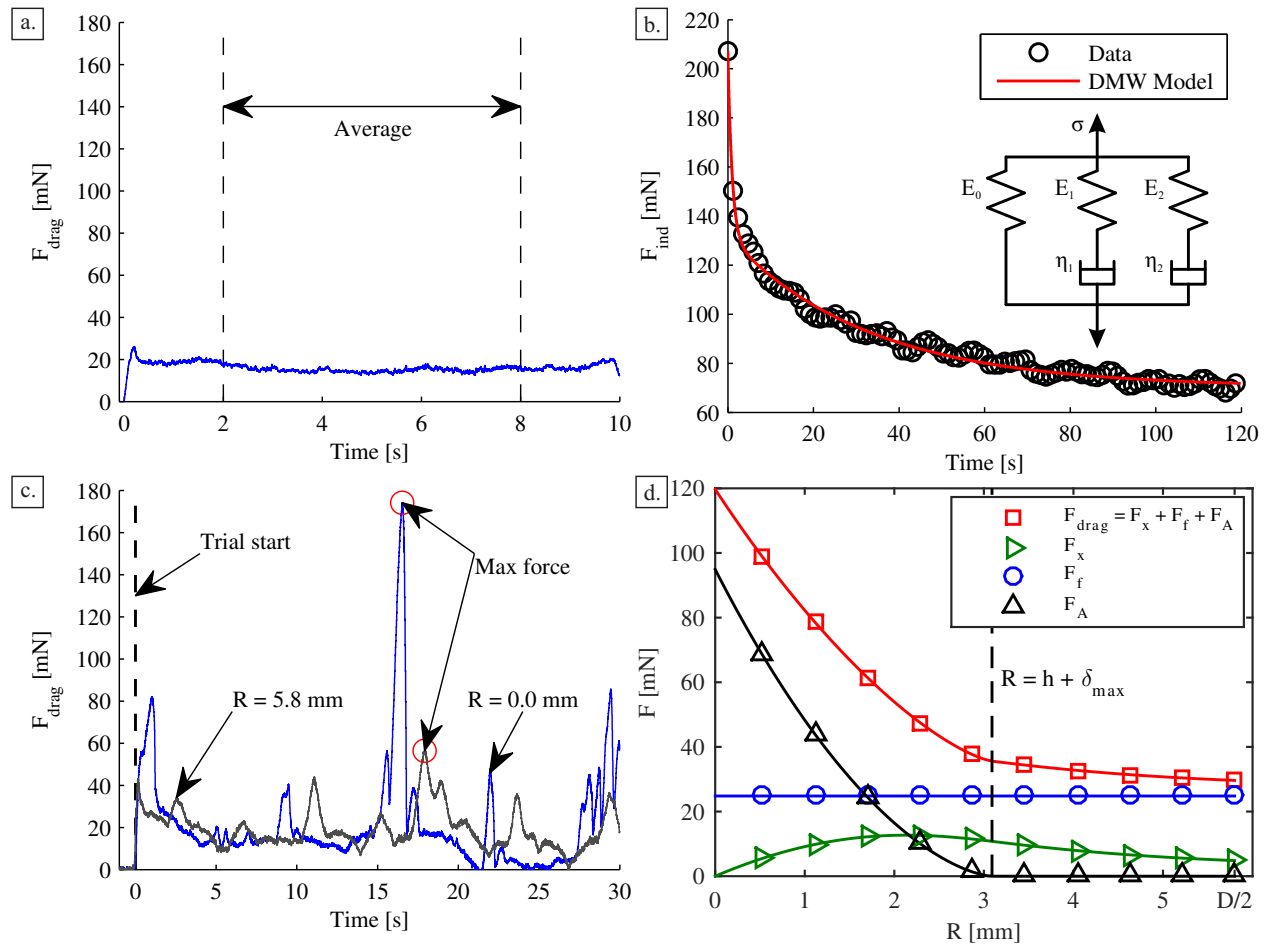 a.
180
160
140
120
100
80
60
40
20
0
F_drag [mN]
Average
0 2 4 6 8 10
Time [s]
b.
220
200
180
160
140
120
100
80
60
F_ind [mN]
Data
DMW Model
σ
E_0 E_1 E_2
η_1 η_2
0 20 40 60 80 100 120
Time [s]
c.
180
160
140
120
100
80
60
40
20
0
F_drag [mN]
Trial start
Max force
R = 5.8 mm
R = 0.0 mm
0 5 10 15 20 25 30
Time [s]
d.
120
100
80
60
40
20
0
F [mN]
F_drag = F_x + F_f + F_A
F_x
F_f
F_A
R = h + δ_max
0 1 2 3 4 5 D/2
R [mm]